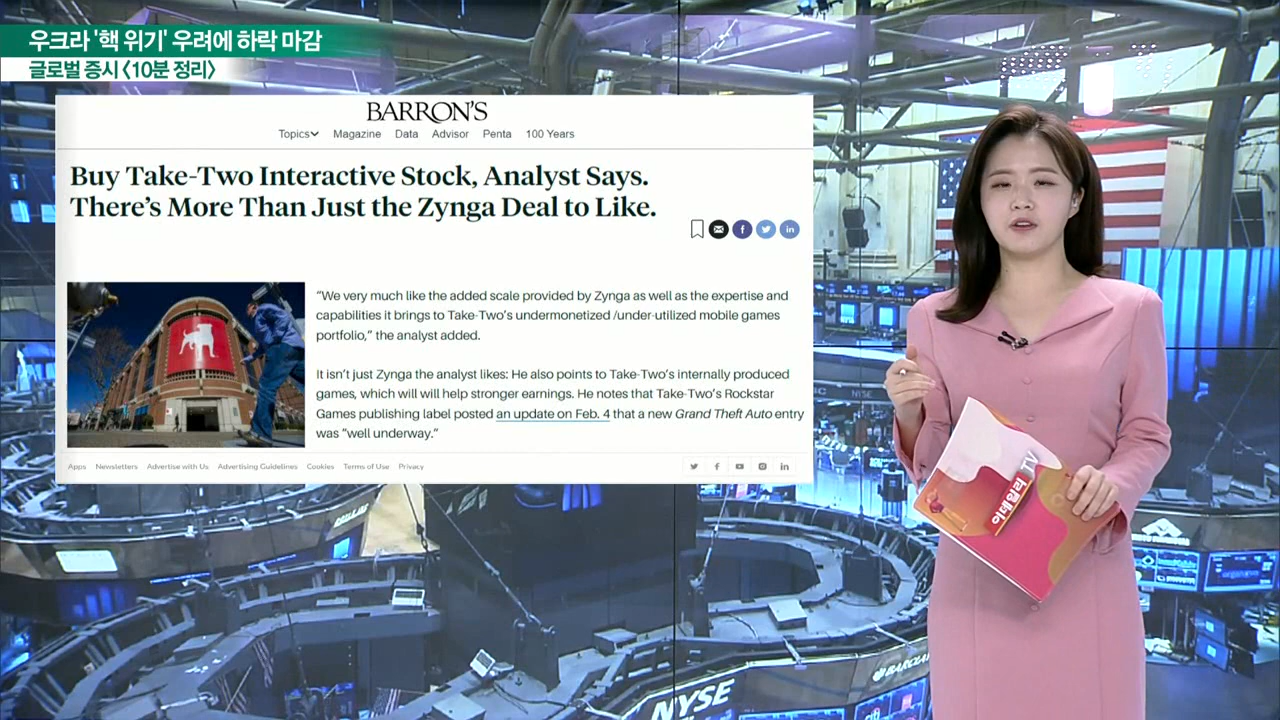 우크라 '핵 위기' 우려에 하락 마감
글로벌 증시 <10분 정리>
BARRON'S
Topics Magazine Data Advisor Penta 100 Years
Buy Take-Two Interactive Stock, Analyst Says.
There's More Than Just the Zynga Deal to Like.
"We very much like the added scale provided by Zynga as well as the expertise and
capabilities it brings to Take-Two's undermonetized /under-utilized mobile games
portfolio," the analyst added.
It isn't just Zynga the analyst likes: He also points to Take-Two's internally produced
games, which will will help stronger earnings. He notes that Take-Two's Rockstar
Games publishing label posted an update on Feb. 4 that a new Grand Theft Auto entry
was "well underway."
Apps Newsletters Advertise with Us Advertising Guidelines Cookies Terms of Use Privacy
이데일리 TV
NYSE
BARCLAYS